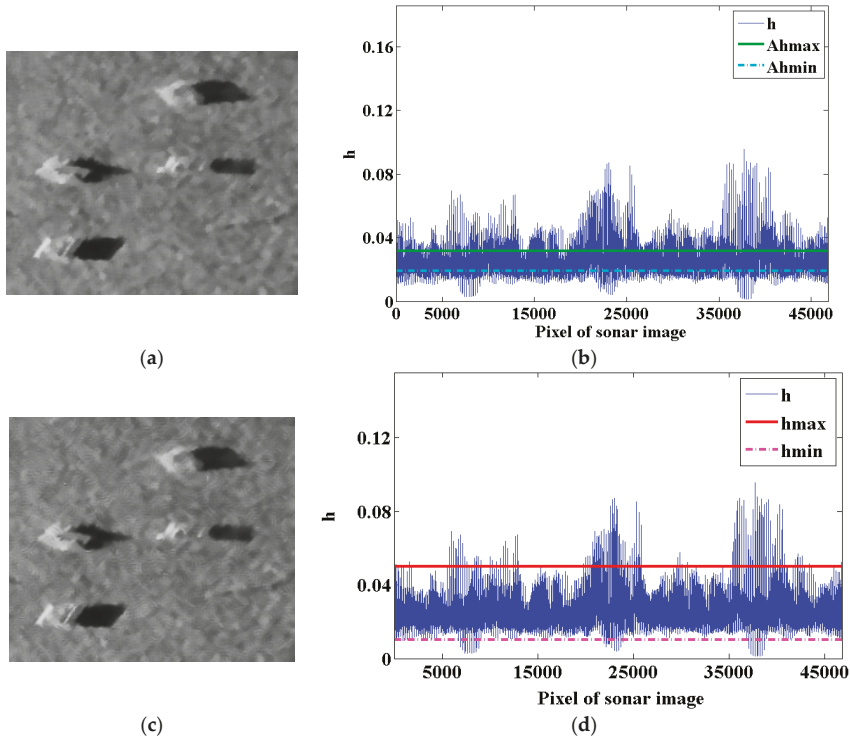 h
Ahmax
Ahmin
0.16
0.12
0.08
0.04
0
h
0
5000
15000
25000
35000
45000
Pixel of sonar image
(a)
(b)
h
hmax
hmin
0.12
0.08
0.04
0
h
5000
15000
25000
35000
45000
Pixel of sonar image
(c)
(d)